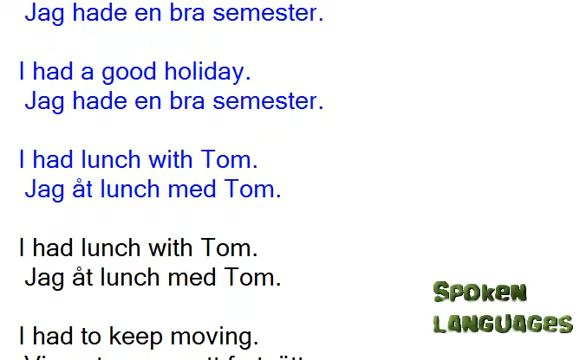 Jag hade en bra semester.
I had a good holiday.
Jag hade en bra semester.
I had lunch with Tom.
Jag åt lunch med Tom.
I had lunch with Tom.
Jag åt lunch med Tom.
I had to keep moving.
SPOKEN
LANGUAGES